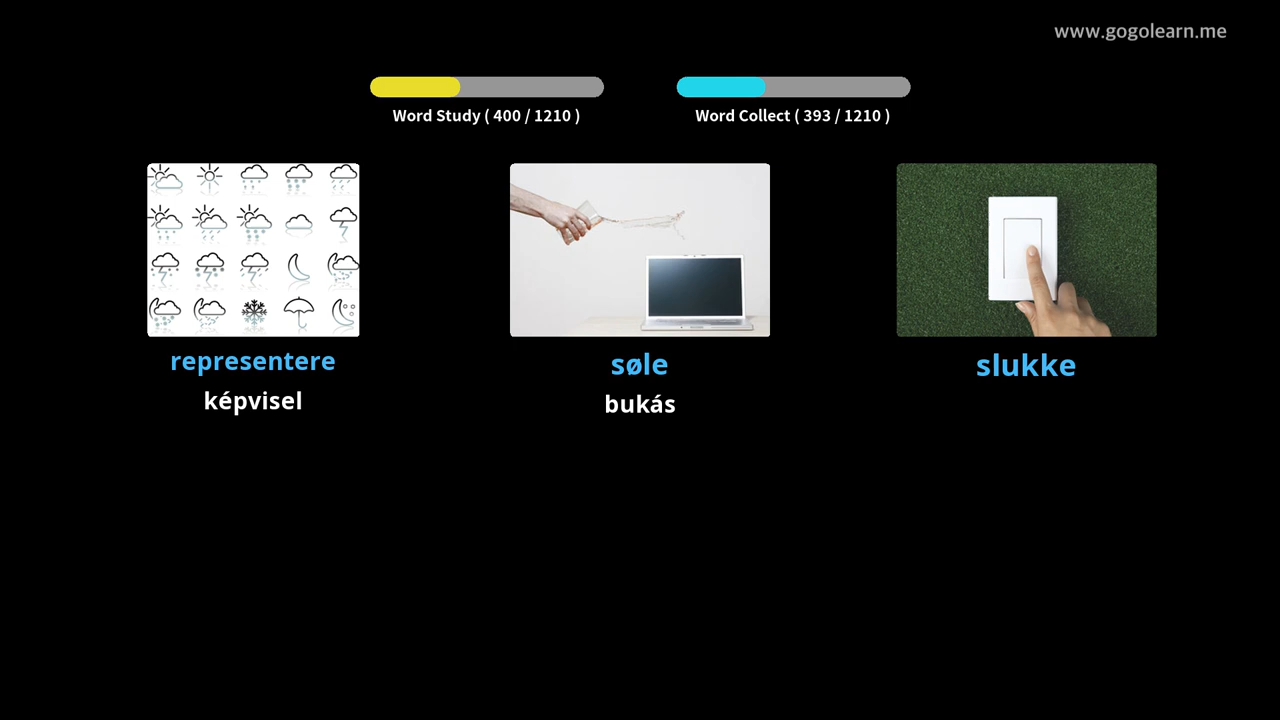 www.gogolearn.me
Word Study ( 400 / 1210 )
Word Collect ( 393 / 1210 )
representere
képvisel
søle
bukás
slukke